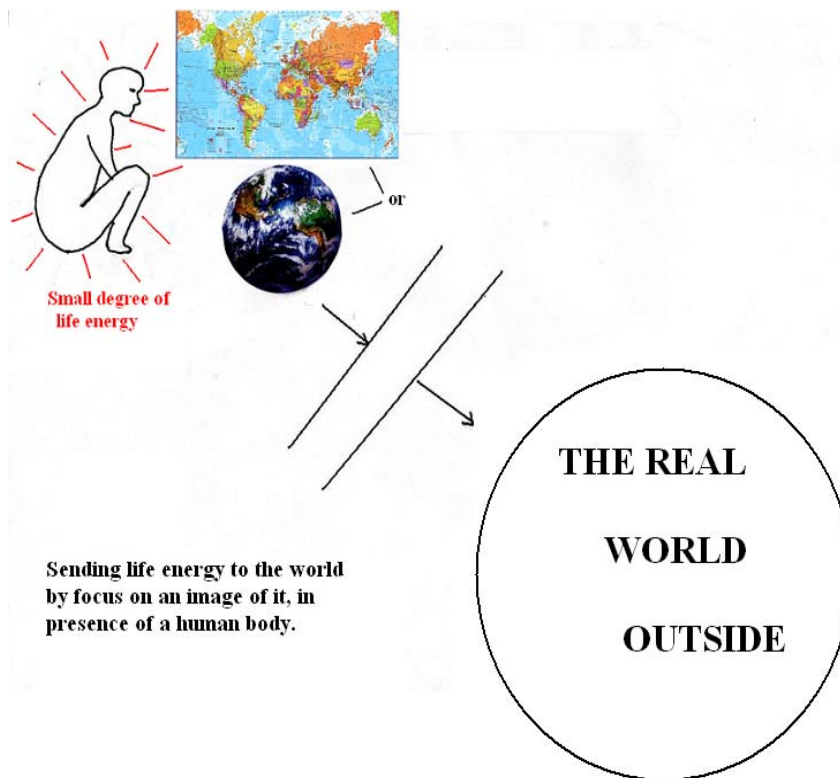 or
Small degree of
life energy
THE REAL
WORLD
OUTSIDE
Sending life energy to the world
by focus on an image of it, in
presence of a human body.